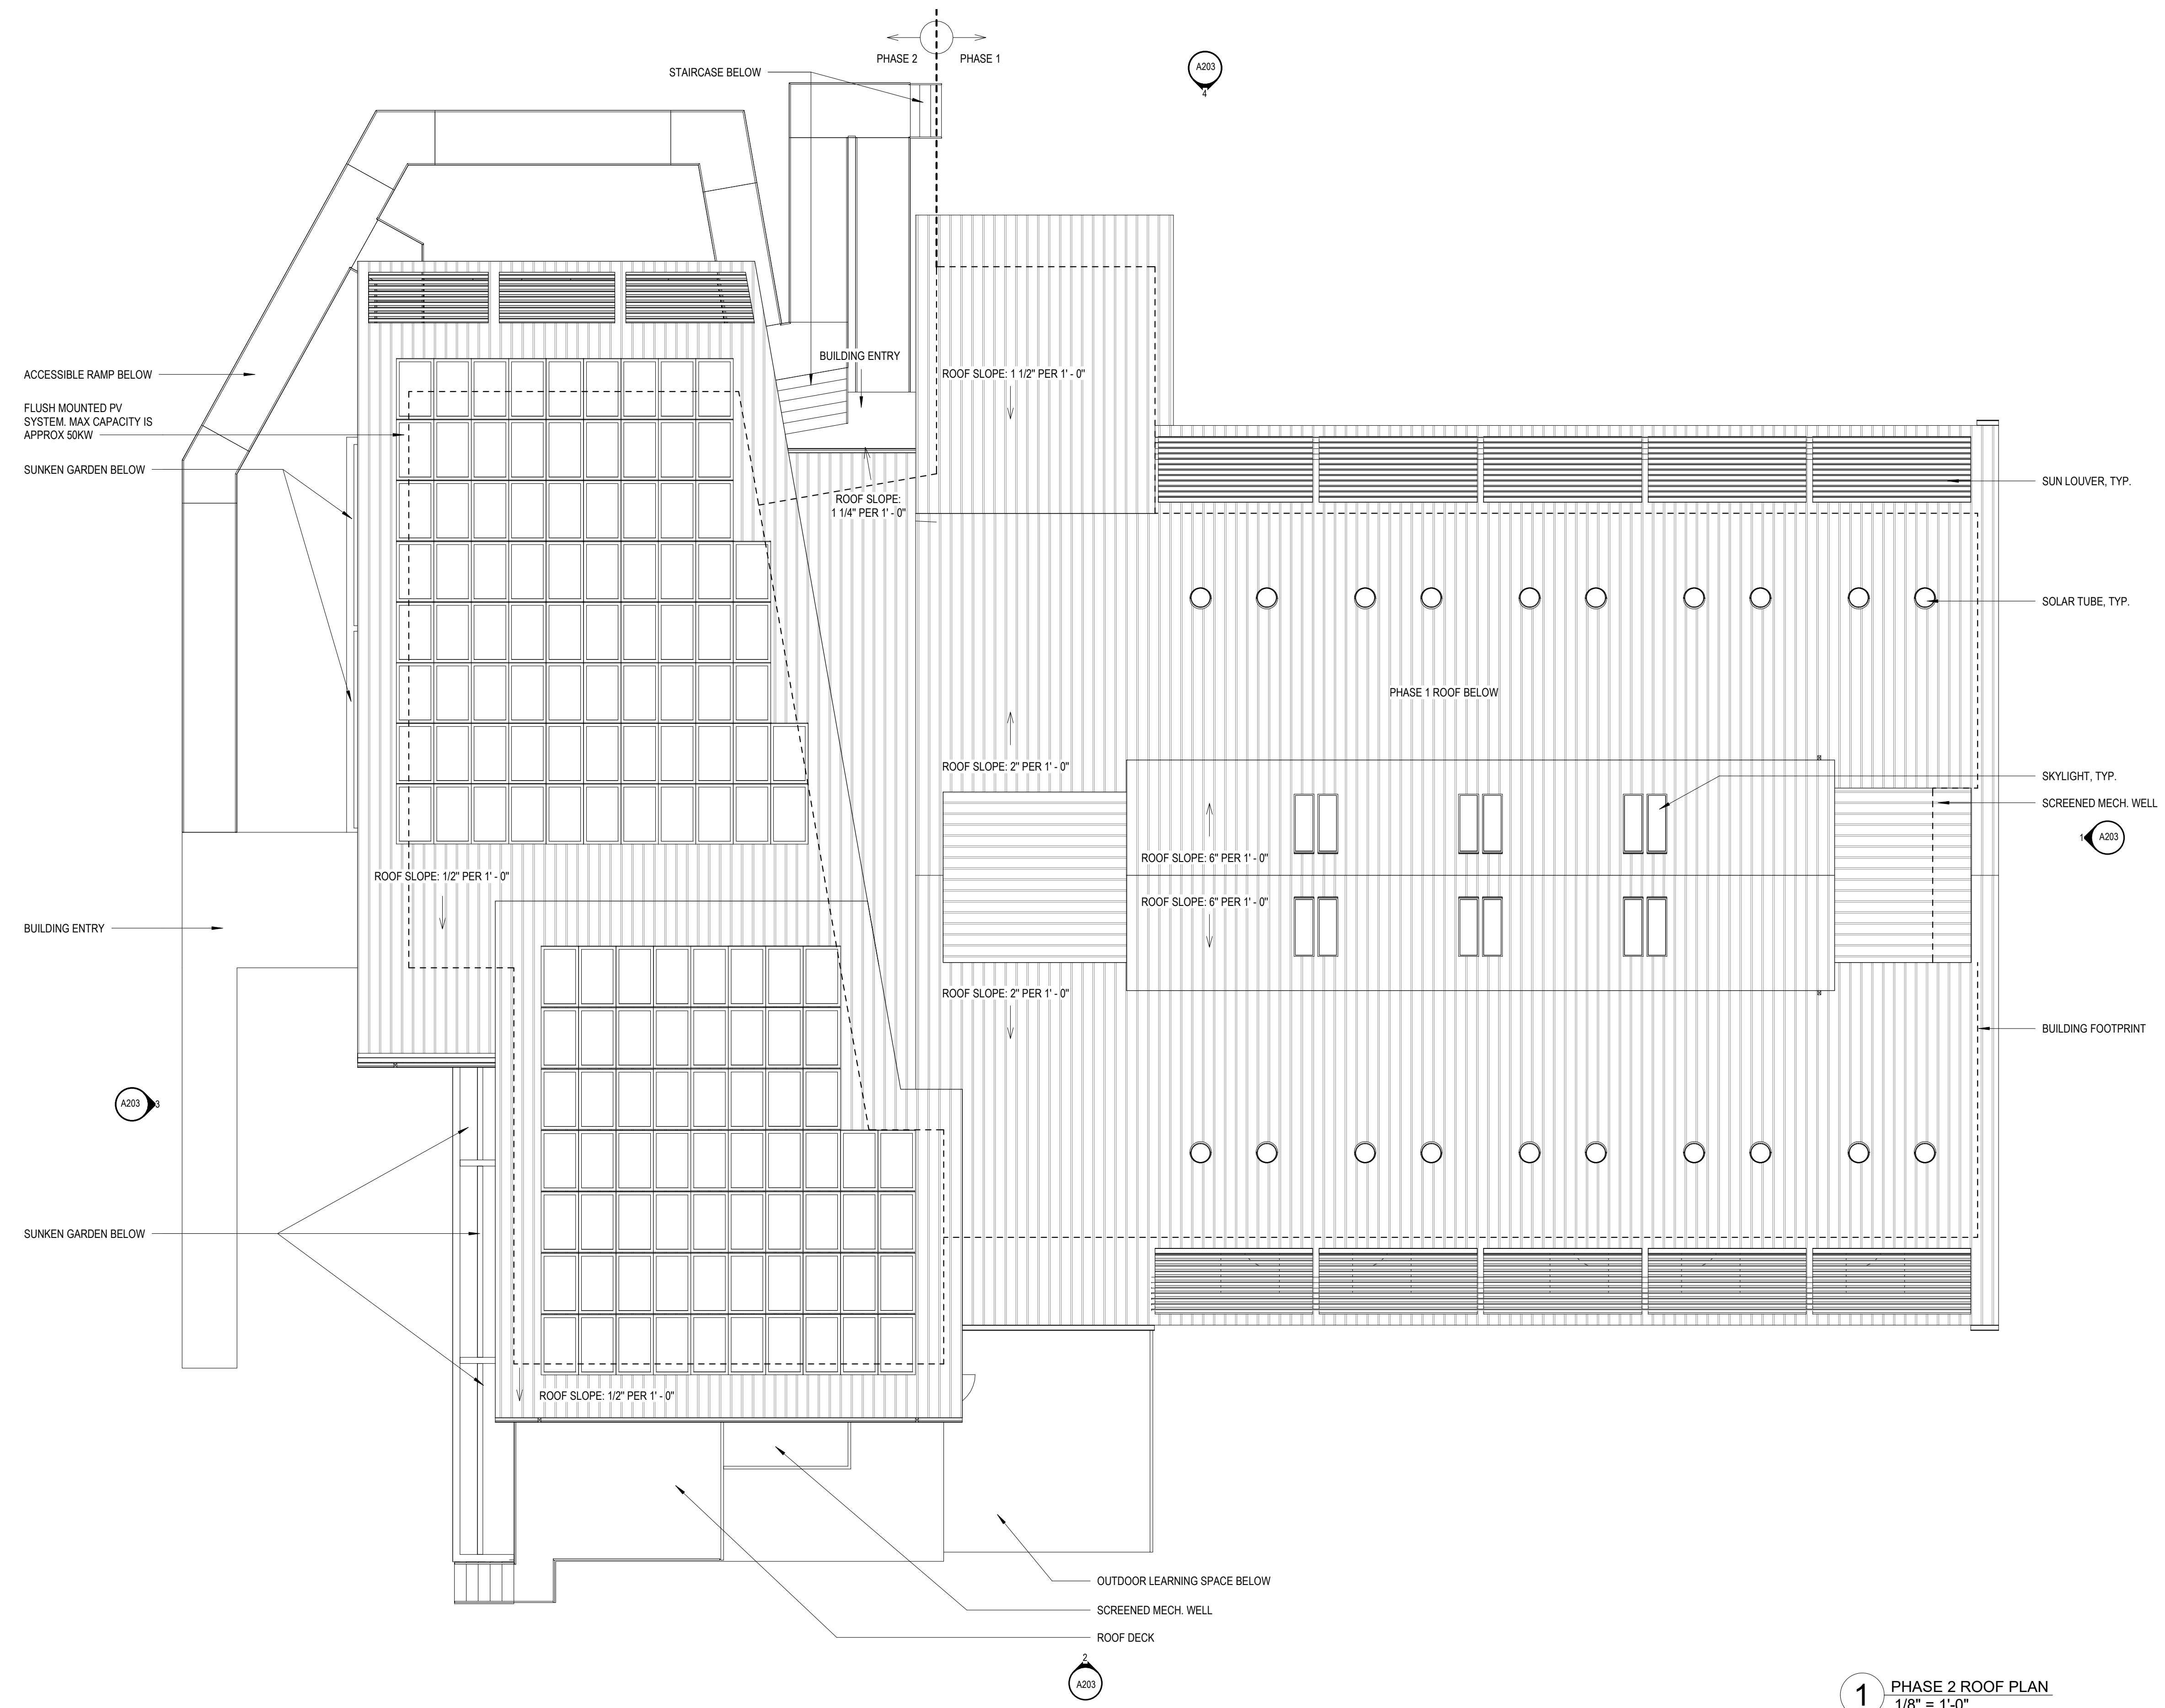 PHASE 2
PHASE 1
STAIRCASE BELOW
A203
4
BUILDING ENTRY
ROOF SLOPE: 1 1/2" PER 1' - 0"
ACCESSIBLE RAMP BELOW
FLUSH MOUNTED PV
SYSTEM. MAX CAPACITY IS
APPROX 50KW
SUNKEN GARDEN BELOW
ROOF SLOPE:
1 1/4" PER 1' - 0"
SUN LOUVER, TYP.
SOLAR TUBE, TYP.
PHASE 1 ROOF BELOW
ROOF SLOPE: 2" PER 1' - 0"
SKYLIGHT, TYP.
SCREENED MECH. WELL
1
A203
ROOF SLOPE: 6" PER 1' - 0"
ROOF SLOPE: 1/2" PER 1' - 0"
ROOF SLOPE: 6" PER 1' - 0"
BUILDING ENTRY
ROOF SLOPE: 2" PER 1' - 0"
BUILDING FOOTPRINT
A203
3
SUNKEN GARDEN BELOW
ROOF SLOPE: 1/2" PER 1' - 0"
OUTDOOR LEARNING SPACE BELOW
SCREENED MECH. WELL
ROOF DECK
2
A203
1
PHASE 2 ROOF PLAN
1/8" = 1'-0"